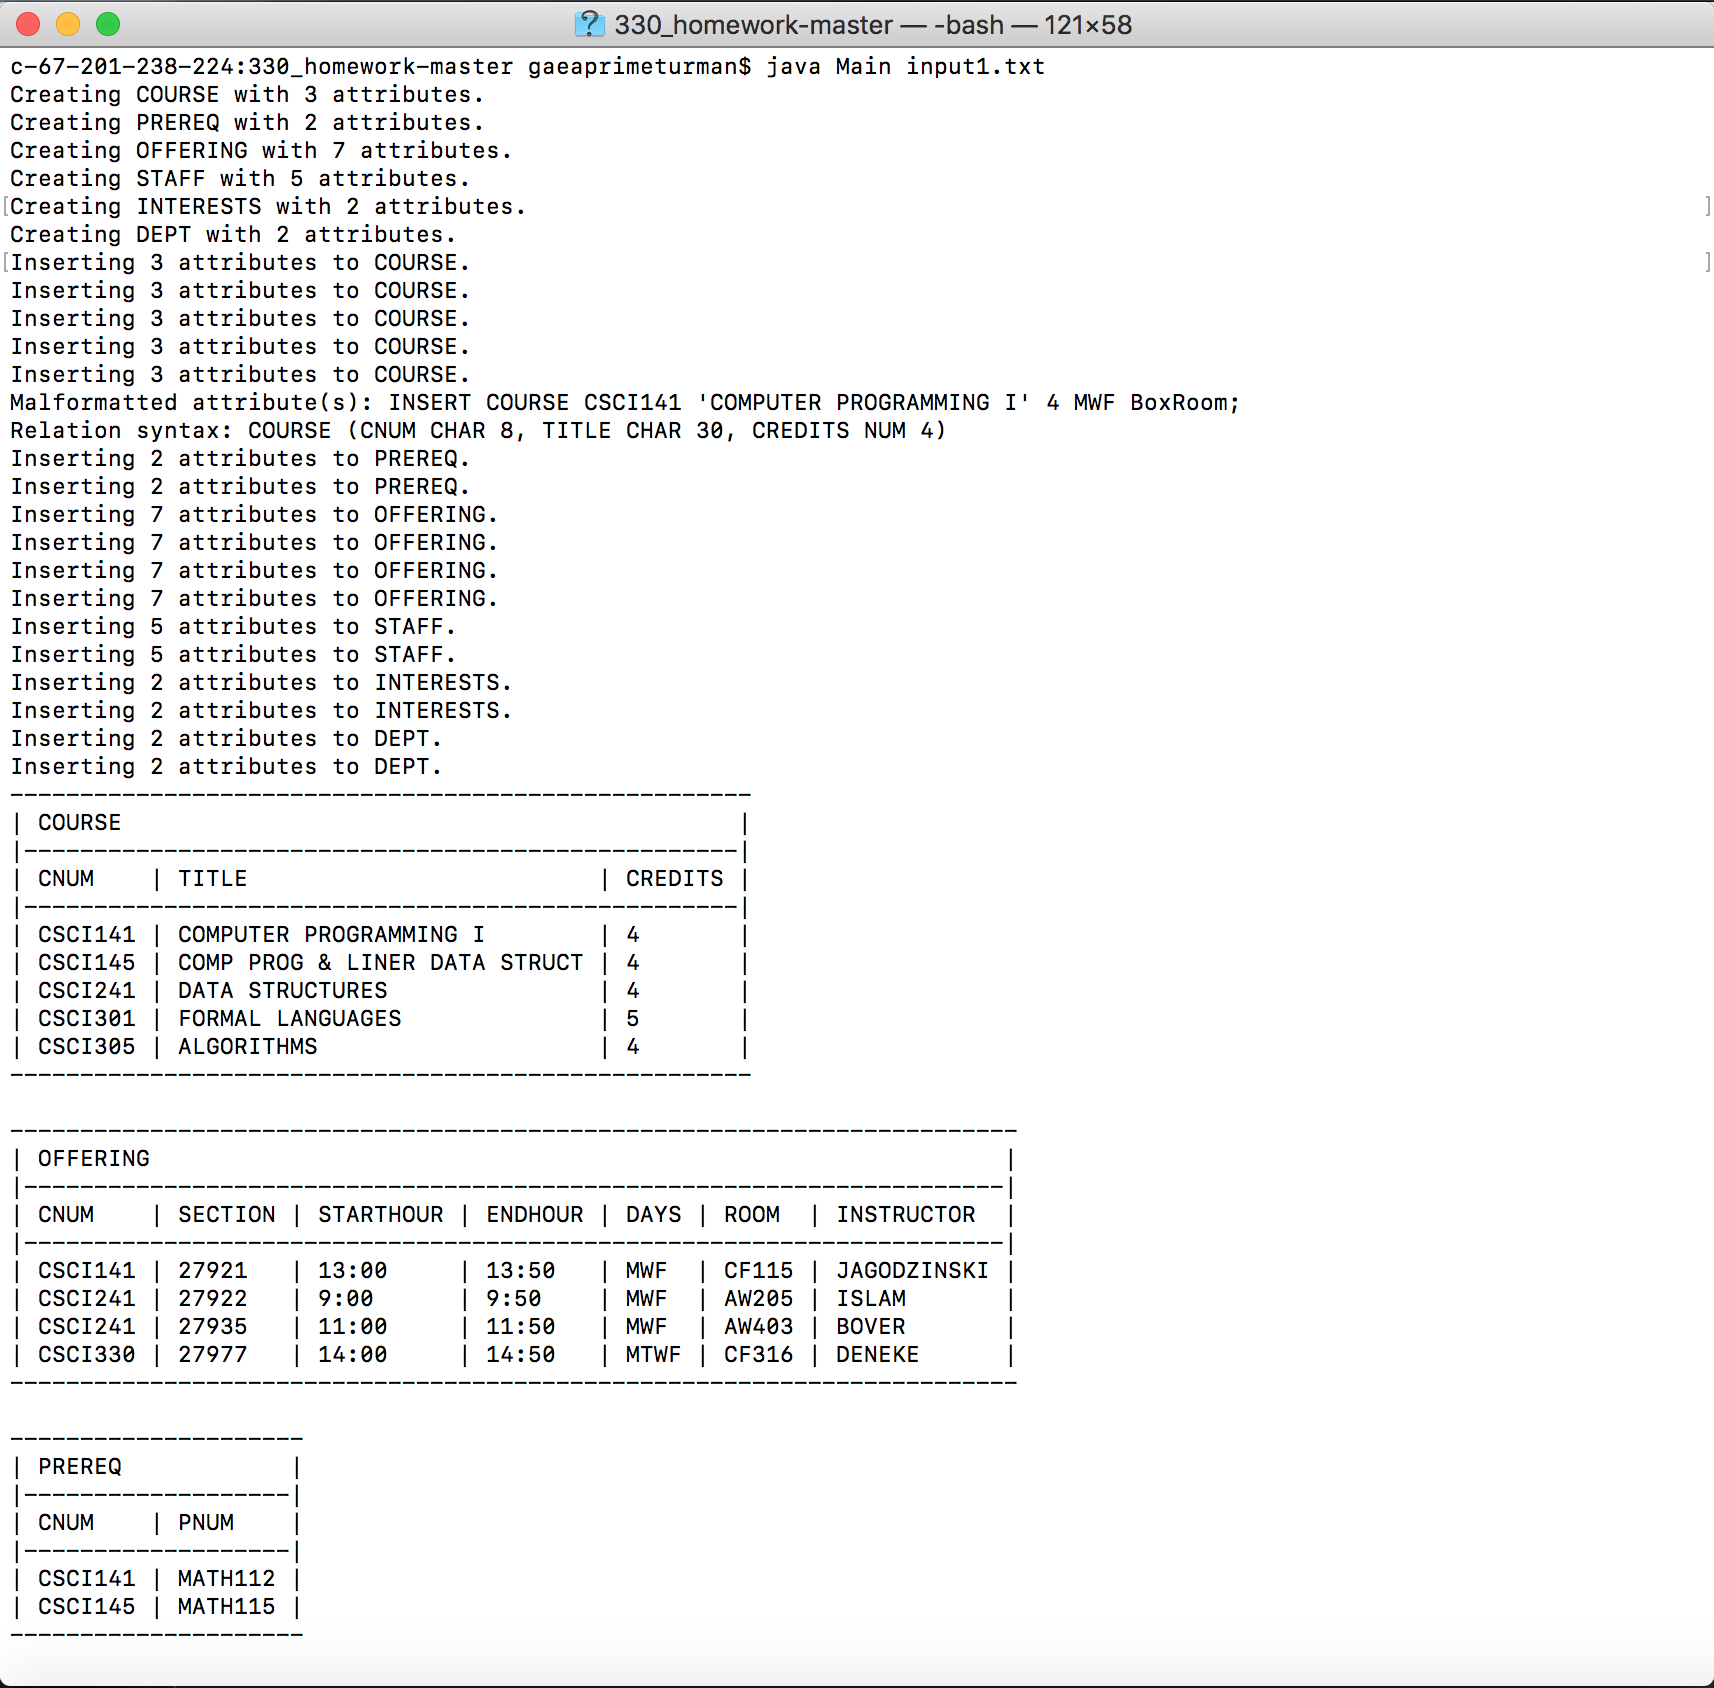 330_homework-master — -bash — 121×58
c-67-201-238-224:330_homework-master gaeaprimeturman$ java Main input1.txt
Creating COURSE with 3 attributes.
Creating PREREQ with 2 attributes.
Creating OFFERING with 7 attributes.
Creating STAFF with 5 attributes.
[Creating INTERESTS with 2 attributes. ]
Creating DEPT with 2 attributes.
[Inserting 3 attributes to COURSE. ]
Inserting 3 attributes to COURSE.
Inserting 3 attributes to COURSE.
Inserting 3 attributes to COURSE.
Inserting 3 attributes to COURSE.
Malformatted attribute(s): INSERT COURSE CSCI141 'COMPUTER PROGRAMMING I' 4 MWF BoxRoom;
Relation syntax: COURSE (CNUM CHAR 8, TITLE CHAR 30, CREDITS NUM 4)
Inserting 2 attributes to PREREQ.
Inserting 2 attributes to PREREQ.
Inserting 7 attributes to OFFERING.
Inserting 7 attributes to OFFERING.
Inserting 7 attributes to OFFERING.
Inserting 7 attributes to OFFERING.
Inserting 5 attributes to STAFF.
Inserting 5 attributes to STAFF.
Inserting 2 attributes to INTERESTS.
Inserting 2 attributes to INTERESTS.
Inserting 2 attributes to DEPT.
Inserting 2 attributes to DEPT.
-----------------------------------------------------
| COURSE                                            |
|---------------------------------------------------|
| CNUM    | TITLE                         | CREDITS |
|---------------------------------------------------|
| CSCI141 | COMPUTER PROGRAMMING I        | 4       |
| CSCI145 | COMP PROG & LINER DATA STRUCT | 4       |
| CSCI241 | DATA STRUCTURES               | 4       |
| CSCI301 | FORMAL LANGUAGES              | 5       |
| CSCI305 | ALGORITHMS                    | 4       |
-----------------------------------------------------
------------------------------------------------------------------------
| OFFERING                                                             |
|----------------------------------------------------------------------|
| CNUM    | SECTION | STARTHOUR | ENDHOUR | DAYS | ROOM  | INSTRUCTOR  |
|----------------------------------------------------------------------|
| CSCI141 | 27921   | 13:00     | 13:50   | MWF  | CF115 | JAGODZINSKI |
| CSCI241 | 27922   | 9:00      | 9:50    | MWF  | AW205 | ISLAM       |
| CSCI241 | 27935   | 11:00     | 11:50   | MWF  | AW403 | BOVER       |
| CSCI330 | 27977   | 14:00     | 14:50   | MTWF | CF316 | DENEKE      |
------------------------------------------------------------------------
---------------------
| PREREQ            |
|-------------------|
| CNUM    | PNUM    |
|-------------------|
| CSCI141 | MATH112 |
| CSCI145 | MATH115 |
---------------------